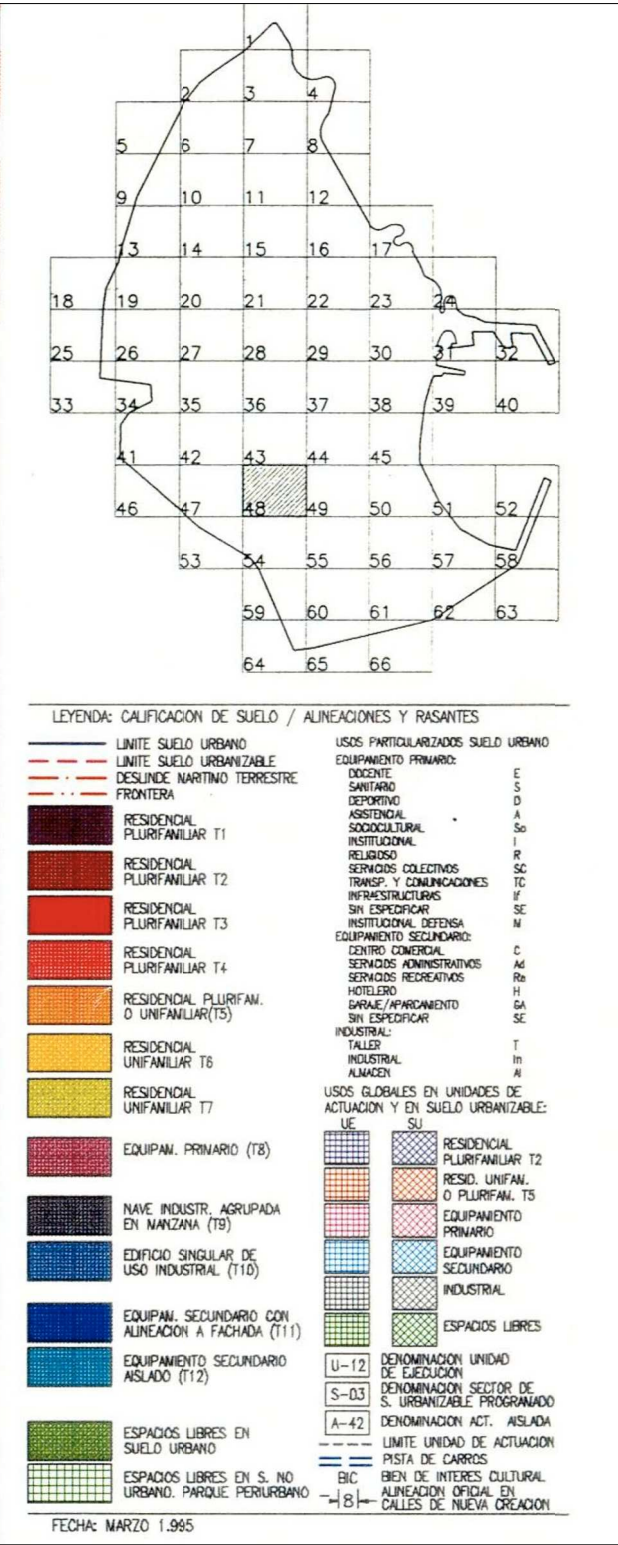 1
2 3 4
5 6 7 8
9 10 11 12
13 14 15 16 17
18 19 20 21 22 23 24
25 26 27 28 29 30 31 32
33 34 35 36 37 38 39 40
41 42 43 44 45
46 47 48 49 50 51 52
53 54 55 56 57 58
59 60 61 62 63
64 65 66
LEYENDA: CALIFICACION DE SUELO / ALINEACIONES Y RASANTES
LIMITE SUELO URBANO
LIMITE SUELO URBANIZABLE
DESLINDE MARITIMO TERRESTRE
FRONTERA
RESIDENCIAL
PLURIFAMILIAR T1
RESIDENCIAL
PLURIFAMILIAR T2
RESIDENCIAL
PLURIFAMILIAR T3
RESIDENCIAL
PLURIFAMILIAR T4
RESIDENCIAL PLURIFAM.
O UNIFAMILIAR(T5)
RESIDENCIAL
UNIFAMILIAR T6
RESIDENCIAL
UNIFAMILIAR T7
EQUIPAM. PRIMARIO (T8)
NAVE INDUSTR. AGRUPADA
EN MANZANA (T9)
EDIFICIO SINGULAR DE
USO INDUSTRIAL (T10)
EQUIPAM. SECUNDARIO CON
ALINEACION A FACHADA (T11)
EQUIPAMIENTO SECUNDARIO
AISLADO (T12)
ESPACIOS LIBRES EN
SUELO URBANO
ESPACIOS LIBRES EN S. NO
URBANO. PARQUE PERIURBANO
USOS PARTICULARIZADOS SUELO URBANO
EQUIPAMIENTO PRIMARIO:
DOCENTE E
SANITARIO S
DEPORTIVO D
ASISTENCIAL A
SOCIOCULTURAL So
INSTITUCIONAL I
RELIGIOSO R
SERVICIOS COLECTIVOS SC
TRANSP. Y COMUNICACIONES TC
INFRAESTRUCTURAS If
SIN ESPECIFICAR SE
INSTITUCIONAL DEFENSA M
EQUIPAMIENTO SECUNDARIO:
CENTRO COMERCIAL C
SERVICIOS ADMINISTRATIVOS Ad
SERVICIOS RECREATIVOS Re
HOTELERO H
GARAJE/APARCAMIENTO GA
SIN ESPECIFICAR SE
INDUSTRIAL:
TALLER T
INDUSTRIAL In
ALMACEN Al
USOS GLOBALES EN UNIDADES DE
ACTUACION Y EN SUELO URBANIZABLE:
UE SU
RESIDENCIAL
PLURIFAMILIAR T2
RESID. UNIFAM.
O PLURIFAM. T5
EQUIPAMIENTO
PRIMARIO
EQUIPAMIENTO
SECUNDARIO
INDUSTRIAL
ESPACIOS LIBRES
U-12 DENOMINACION UNIDAD
DE EJECUCION
S-03 DENOMINACION SECTOR DE
S. URBANIZABLE PROGRAMADO
A-42 DENOMINACION ACT. AISLADA
LIMITE UNIDAD DE ACTUACION
PISTA DE CARROS
BIC BIEN DE INTERES CULTURAL
8 ALINEACION OFICIAL EN
CALLES DE NUEVA CREACION
FECHA: MARZO 1.995